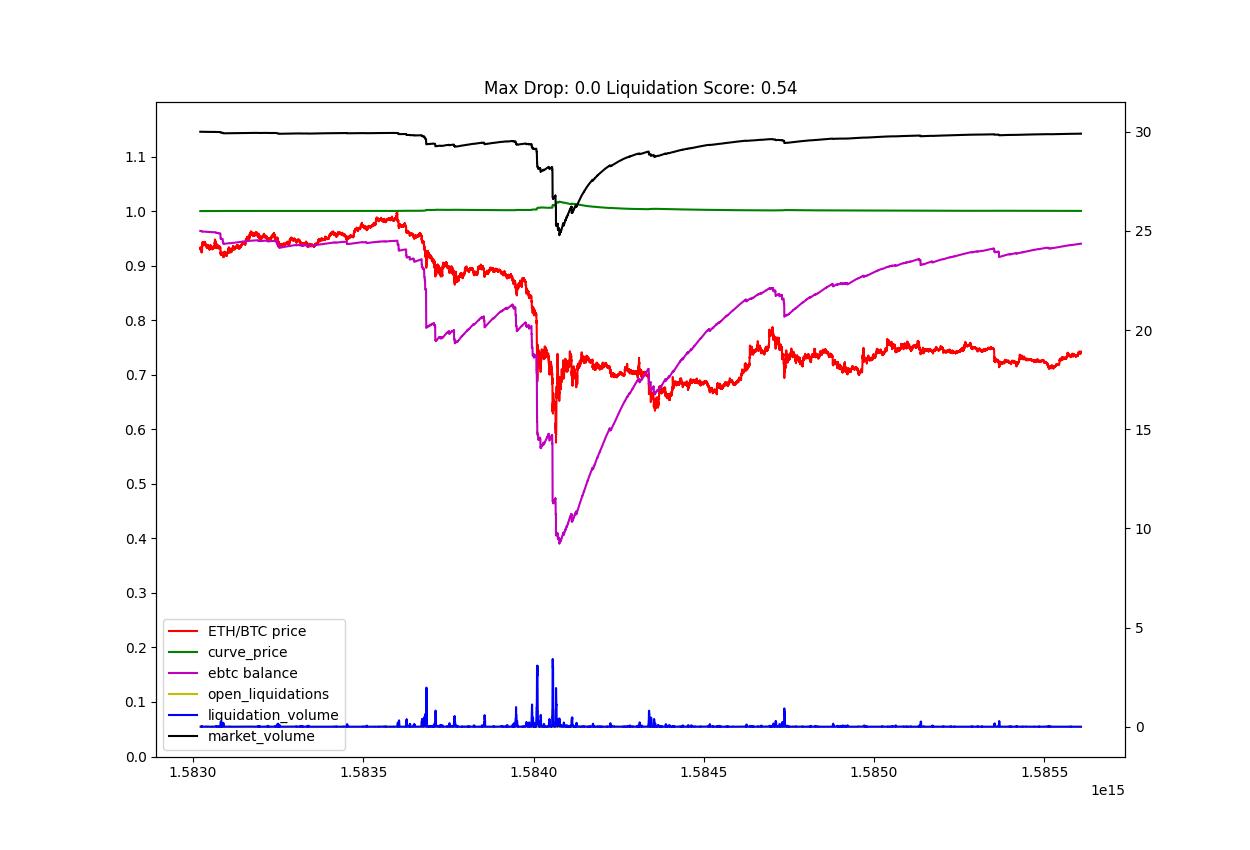 Max Drop: 0.0 Liquidation Score: 0.54
1.1
1.0
0.9
0.8
0.7
0.6
0.5
0.4
0.3
0.2
0.1
0.0
30
25
20
15
10
5
0
ETH/BTC price
curve_price
ebtc balance
open_liquidations
liquidation_volume
market_volume
1.5830 1.5835 1.5840 1.5845 1.5850 1.5855
1e15